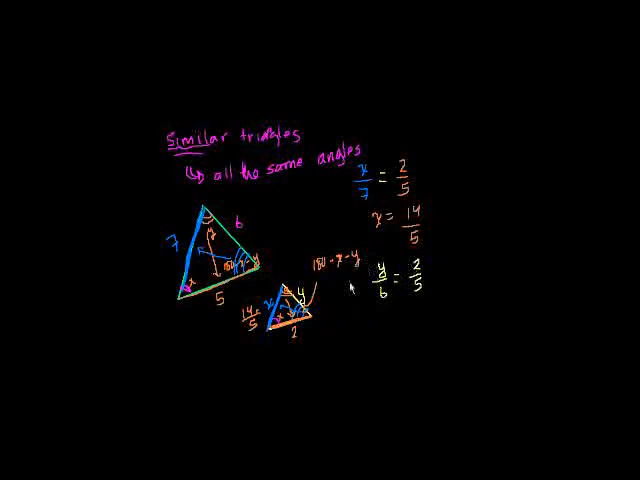 Similar triangles
↳ all the same angles
x/7 = 2/5
x = 14/5
y/6 = 2/5
7
6
y
x
180-x-y
5
180-x-y
14/5
x
y
x
2